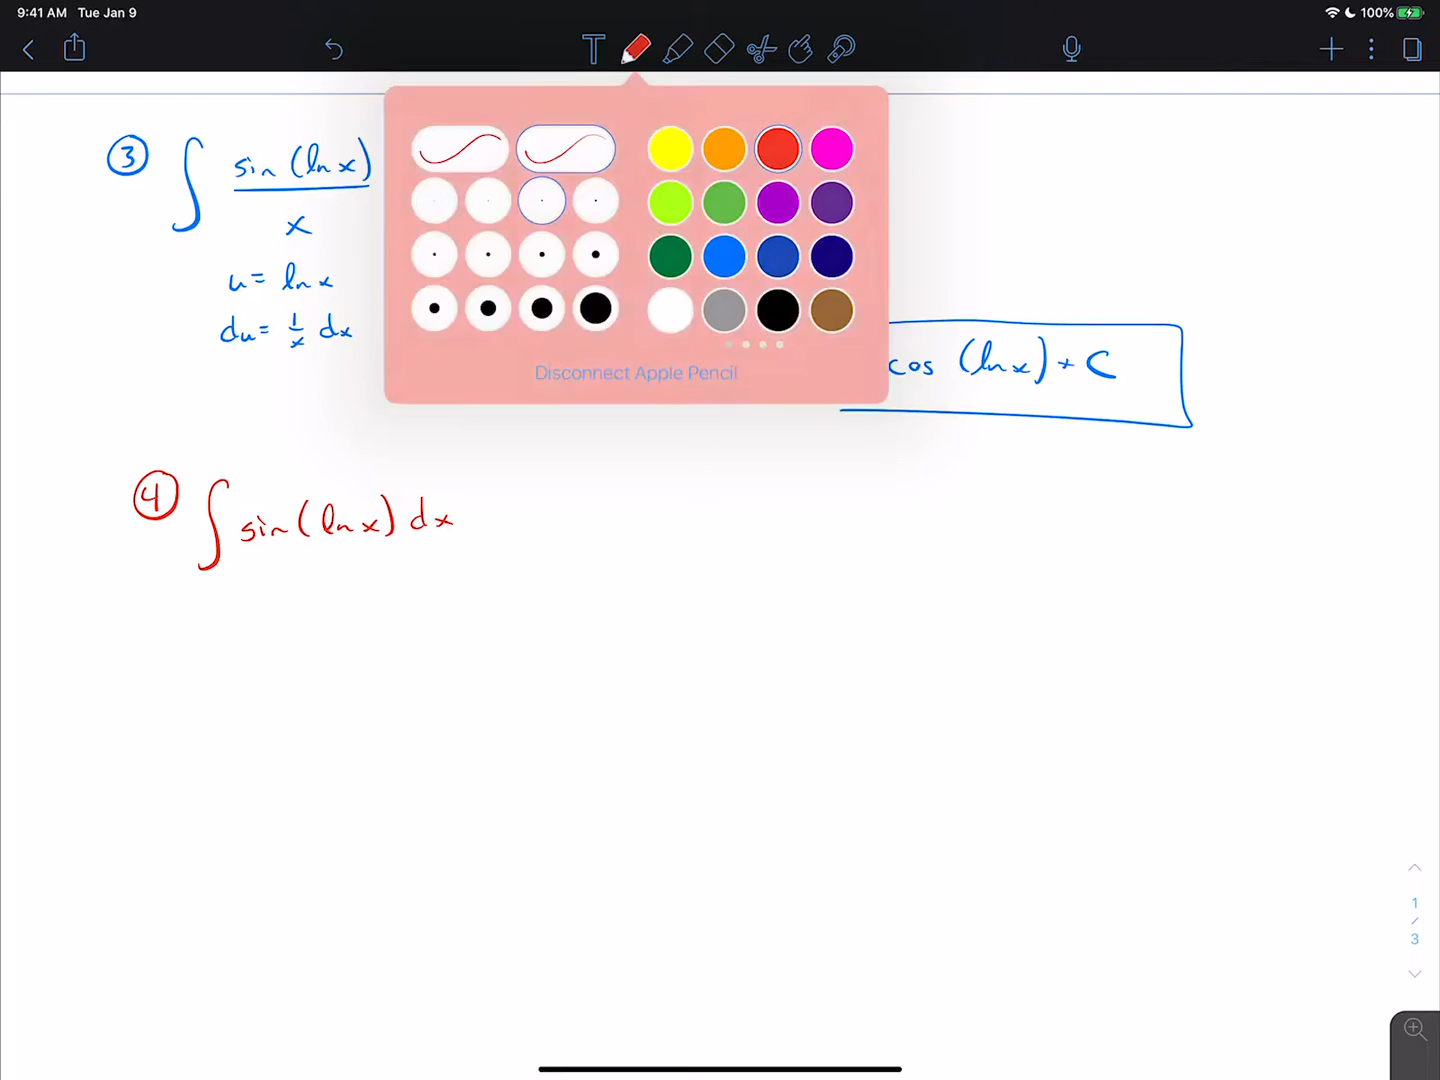 9:41 AM Tue Jan 9
100%
③ ∫ sin (ln x) / x
u = ln x
du = 1/x dx
cos (ln x) + C
Disconnect Apple Pencil
④ ∫ sin(ln x) dx
1
/
3